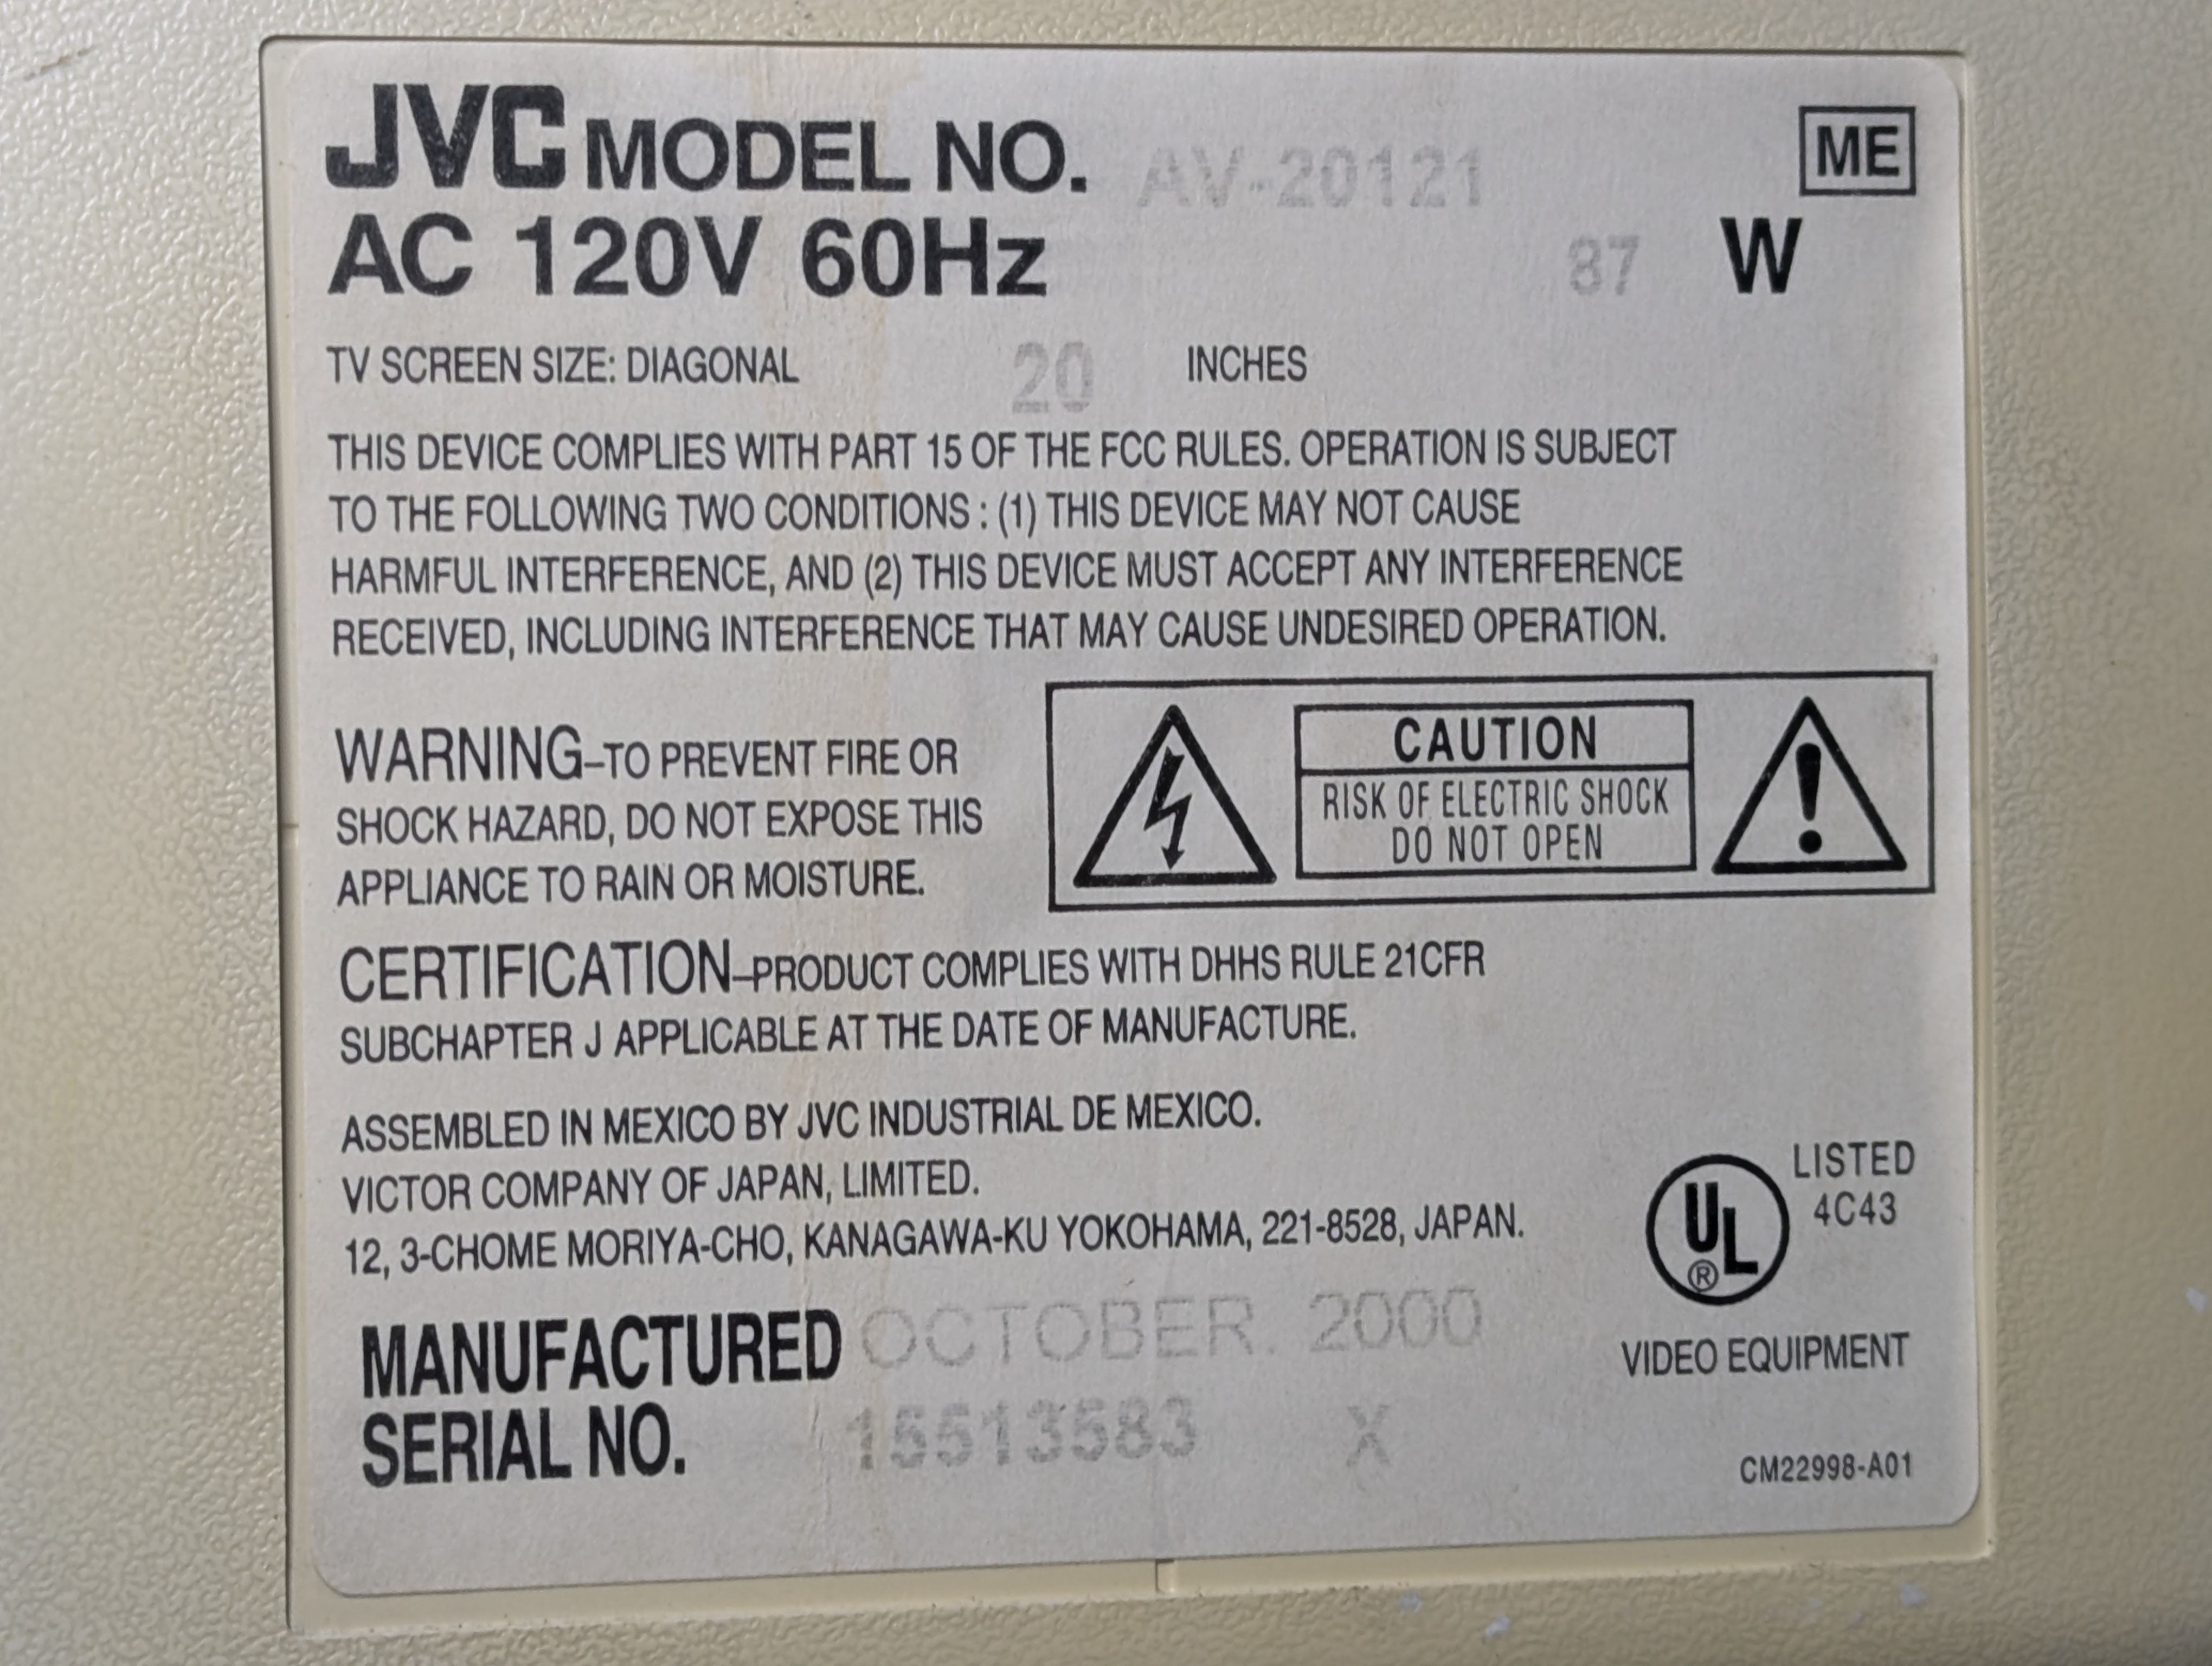 JVC MODEL NO. AV-20121 ME
AC 120V 60Hz 87 W
TV SCREEN SIZE: DIAGONAL 20 INCHES
THIS DEVICE COMPLIES WITH PART 15 OF THE FCC RULES. OPERATION IS SUBJECT
TO THE FOLLOWING TWO CONDITIONS : (1) THIS DEVICE MAY NOT CAUSE
HARMFUL INTERFERENCE, AND (2) THIS DEVICE MUST ACCEPT ANY INTERFERENCE
RECEIVED, INCLUDING INTERFERENCE THAT MAY CAUSE UNDESIRED OPERATION.
WARNING–TO PREVENT FIRE OR
SHOCK HAZARD, DO NOT EXPOSE THIS
APPLIANCE TO RAIN OR MOISTURE.
CAUTION
RISK OF ELECTRIC SHOCK
DO NOT OPEN
CERTIFICATION–PRODUCT COMPLIES WITH DHHS RULE 21CFR
SUBCHAPTER J APPLICABLE AT THE DATE OF MANUFACTURE.
ASSEMBLED IN MEXICO BY JVC INDUSTRIAL DE MEXICO.
VICTOR COMPANY OF JAPAN, LIMITED.
12, 3-CHOME MORIYA-CHO, KANAGAWA-KU YOKOHAMA, 221-8528, JAPAN.
UL ®
LISTED
4C43
VIDEO EQUIPMENT
MANUFACTURED OCTOBER. 2000
SERIAL NO. 15513583 X
CM22998-A01